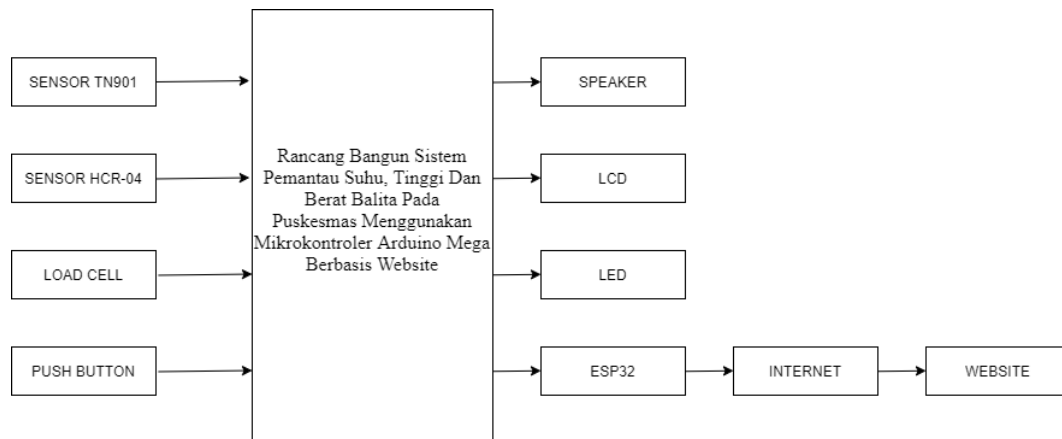 SENSOR TN901
SPEAKER
SENSOR HCR-04
Rancang Bangun Sistem
Pemantau Suhu, Tinggi Dan
Berat Balita Pada
Puskesmas Menggunakan
Mikrokontroler Arduino Mega
Berbasis Website
LCD
LOAD CELL
LED
PUSH BUTTON
ESP32
INTERNET
WEBSITE